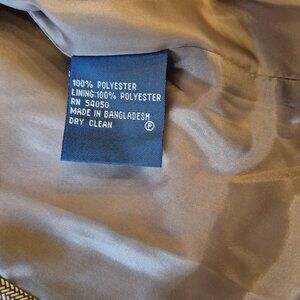 100% POLYESTER
LINING:100% POLYESTER
RN 54050
MADE IN BANGLADESH
DRY CLEAN Ⓟ